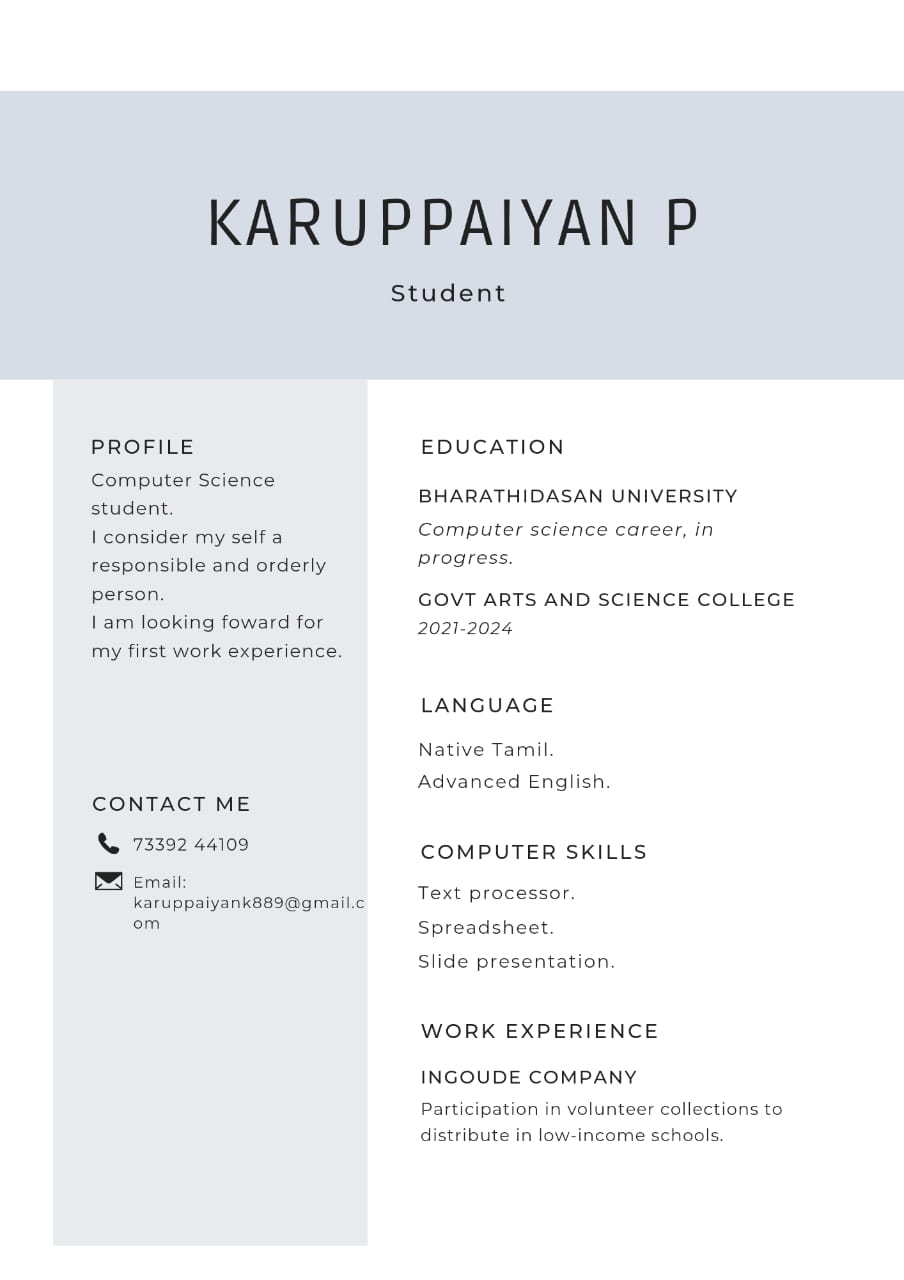 KARUPPAIYAN P
Student
PROFILE
Computer Science
student.
I consider my self a
responsible and orderly
person.
I am looking foward for
my first work experience.
CONTACT ME
73392 44109
Email:
karuppaiyank889@gmail.c
om
EDUCATION
BHARATHIDASAN UNIVERSITY
Computer science career, in
progress.
GOVT ARTS AND SCIENCE COLLEGE
2021-2024
LANGUAGE
Native Tamil.
Advanced English.
COMPUTER SKILLS
Text processor.
Spreadsheet.
Slide presentation.
WORK EXPERIENCE
INGOUDE COMPANY
Participation in volunteer collections to
distribute in low-income schools.